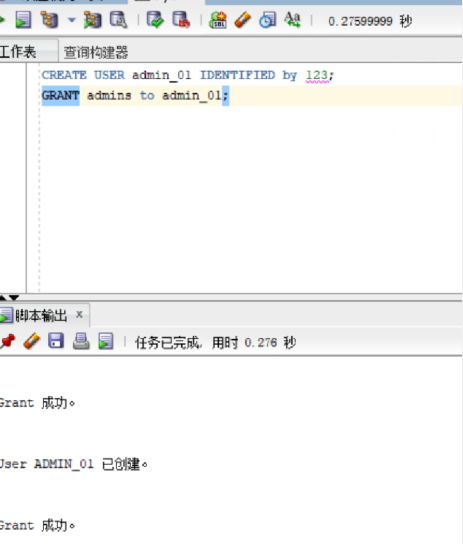 0.27599999 秒
工作表 查询构建器
CREATE USER admin_01 IDENTIFIED by 123;
GRANT admins to admin_01;
脚本输出 x
任务已完成, 用时 0.276 秒
Grant 成功。
User ADMIN_01 已创建。
Grant 成功。